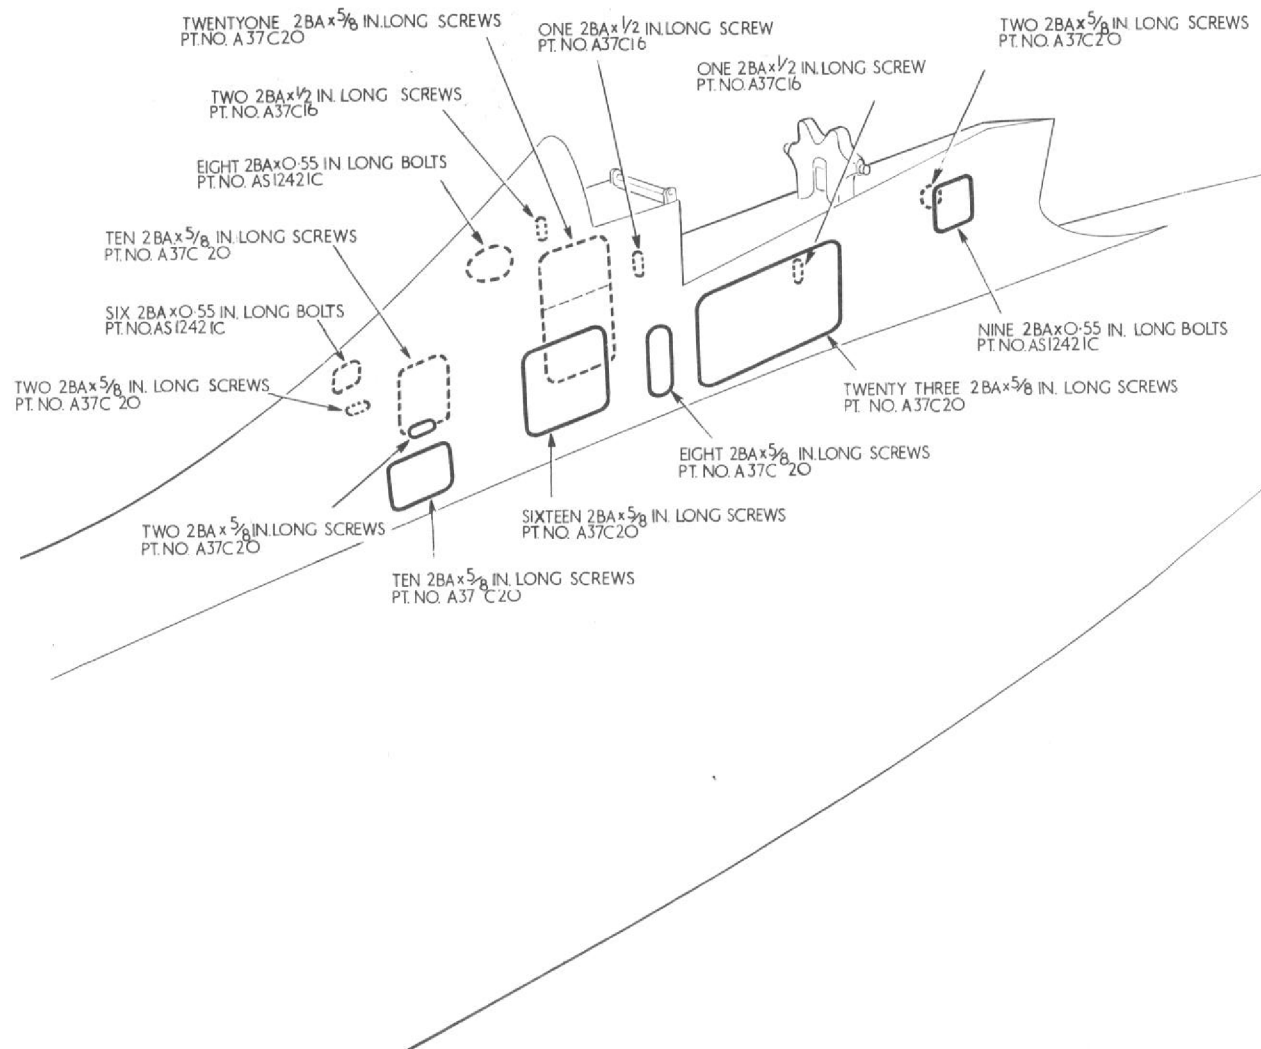 TWENTYONE 2BA x 5/8 IN. LONG SCREWS
PT. NO. A37C20
ONE 2BA x 1/2 IN. LONG SCREW
PT. NO. A37C16
TWO 2BA x 5/8 IN. LONG SCREWS
PT. NO. A37C20
ONE 2BA x 1/2 IN. LONG SCREW
PT. NO. A37C16
TWO 2BA x 1/2 IN. LONG SCREWS
PT. NO. A37C16
EIGHT 2BA x 0·55 IN LONG BOLTS
PT. NO. AS12421C
TEN 2BA x 5/8 IN. LONG SCREWS
PT. NO. A37C 20
SIX 2BA x 0·55 IN. LONG BOLTS
PT. NO. AS12421C
NINE 2BA x 0·55 IN. LONG BOLTS
PT. NO. AS12421C
TWO 2BA x 5/8 IN. LONG SCREWS
PT. NO. A37C 20
TWENTY THREE 2BA x 5/8 IN. LONG SCREWS
PT. NO. A37C20
EIGHT 2BA x 5/8 IN. LONG SCREWS
PT. NO. A37C 20
SIXTEEN 2BA x 5/8 IN. LONG SCREWS
PT. NO. A37C20
TWO 2BA x 5/8 IN. LONG SCREWS
PT. NO. A37C20
TEN 2BA x 5/8 IN. LONG SCREWS
PT. NO. A37 C20